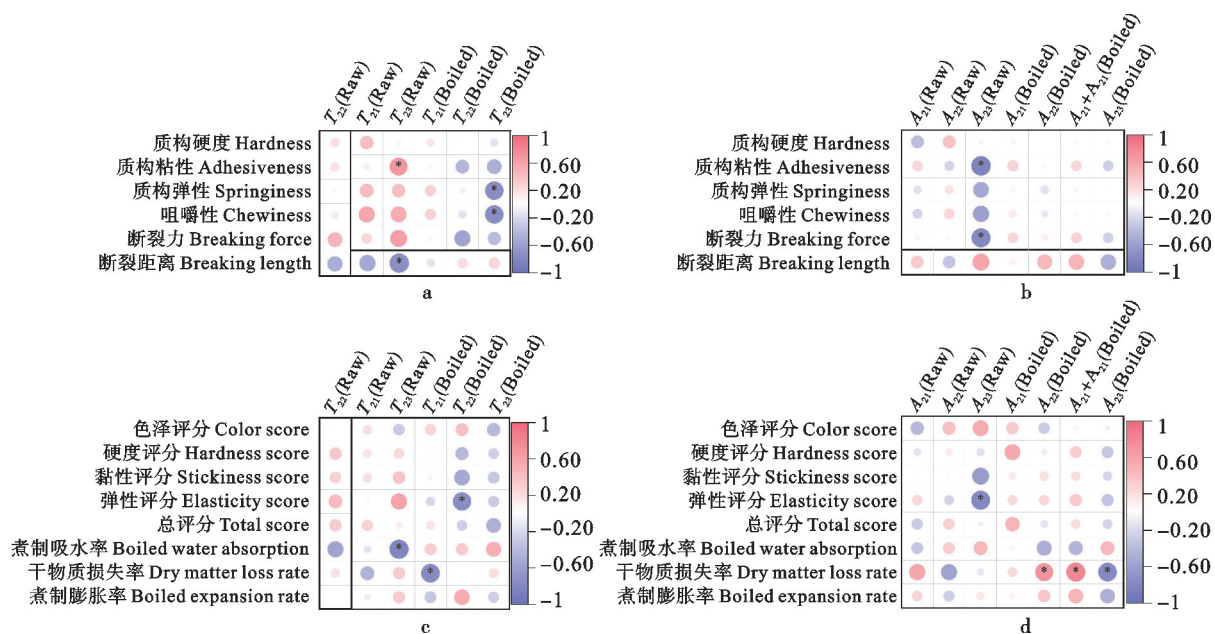 T22(Raw)
T21(Raw)
T23(Raw)
T21(Boiled)
T22(Boiled)
T23(Boiled)
质构硬度 Hardness
质构粘性 Adhesiveness
质构弹性 Springiness
咀嚼性 Chewiness
断裂力 Breaking force
断裂距离 Breaking length
*
*
*
*
1
0.60
0.20
−0.20
−0.60
−1
a
A21(Raw)
A22(Raw)
A23(Raw)
A21(Boiled)
A22(Boiled)
A21+A21(Boiled)
A23(Boiled)
质构硬度 Hardness
质构粘性 Adhesiveness
质构弹性 Springiness
咀嚼性 Chewiness
断裂力 Breaking force
断裂距离 Breaking length
*
*
1
0.60
0.20
−0.20
−0.60
−1
b
T22(Raw)
T21(Raw)
T23(Raw)
T21(Boiled)
T22(Boiled)
T23(Boiled)
色泽评分 Color score
硬度评分 Hardness score
黏性评分 Stickiness score
弹性评分 Elasticity score
总评分 Total score
煮制吸水率 Boiled water absorption
干物质损失率 Dry matter loss rate
煮制膨胀率 Boiled expansion rate
*
*
*
1
0.60
0.20
−0.20
−0.60
−1
c
A21(Raw)
A22(Raw)
A23(Raw)
A21(Boiled)
A22(Boiled)
A21+A21(Boiled)
A23(Boiled)
色泽评分 Color score
硬度评分 Hardness score
黏性评分 Stickiness score
弹性评分 Elasticity score
总评分 Total score
煮制吸水率 Boiled water absorption
干物质损失率 Dry matter loss rate
煮制膨胀率 Boiled expansion rate
*
* * *
1
0.60
0.20
−0.20
−0.60
−1
d